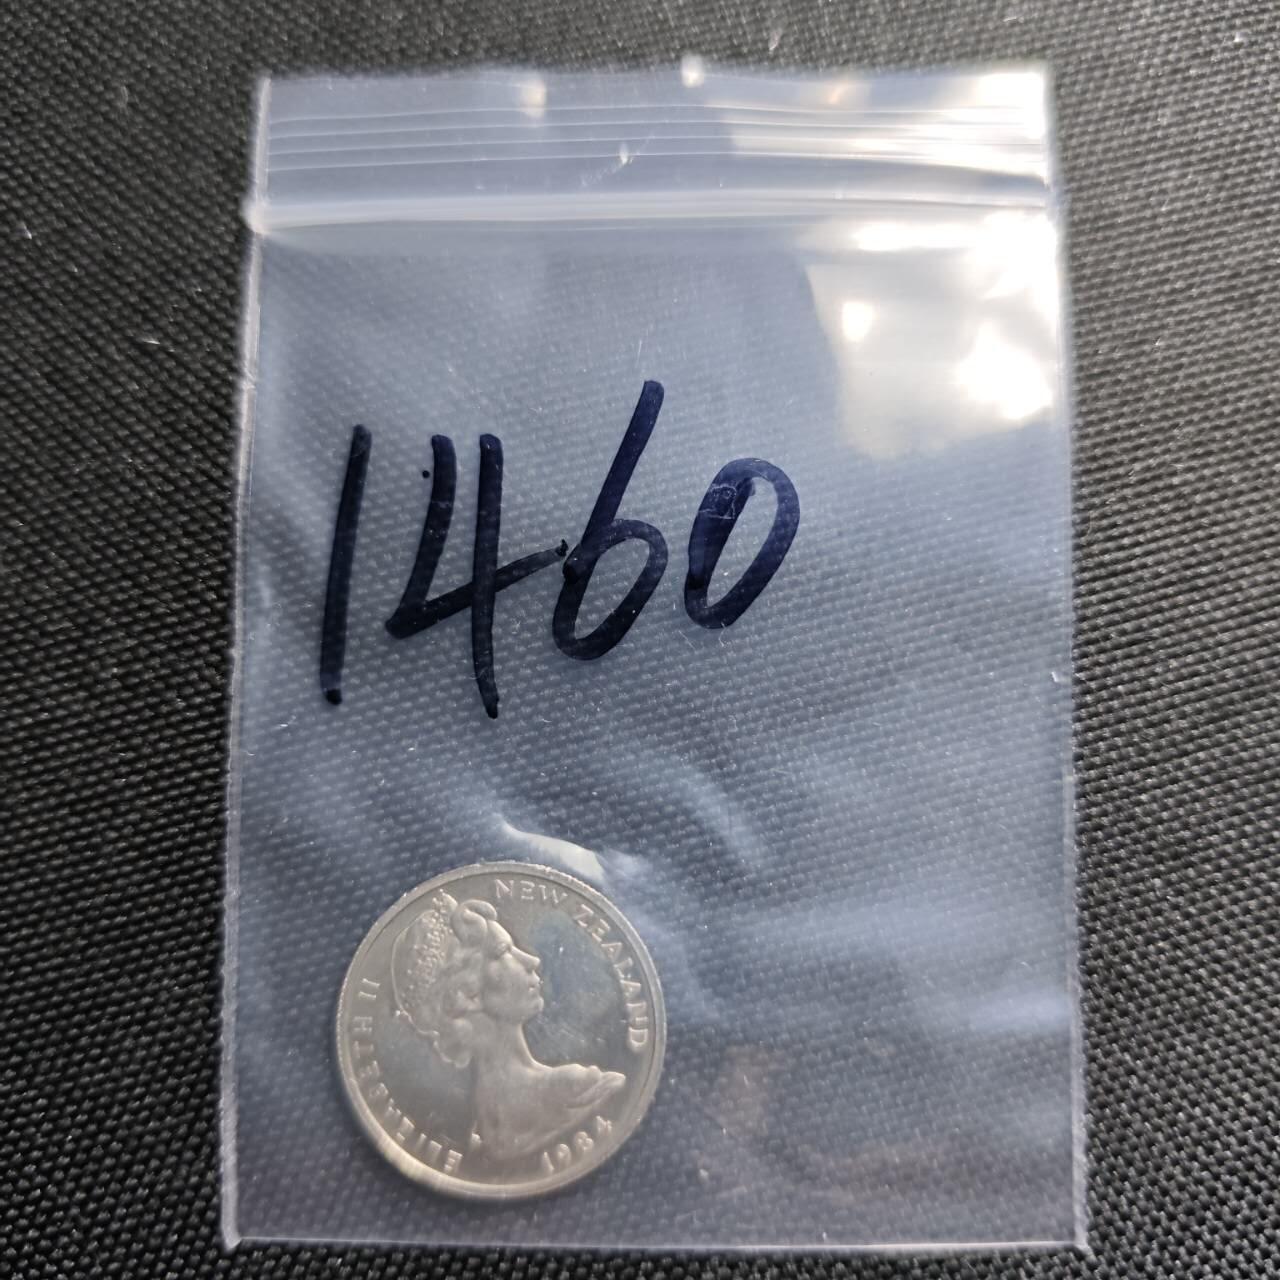 1460
ELIZABETH II NEW ZEALAND 1984